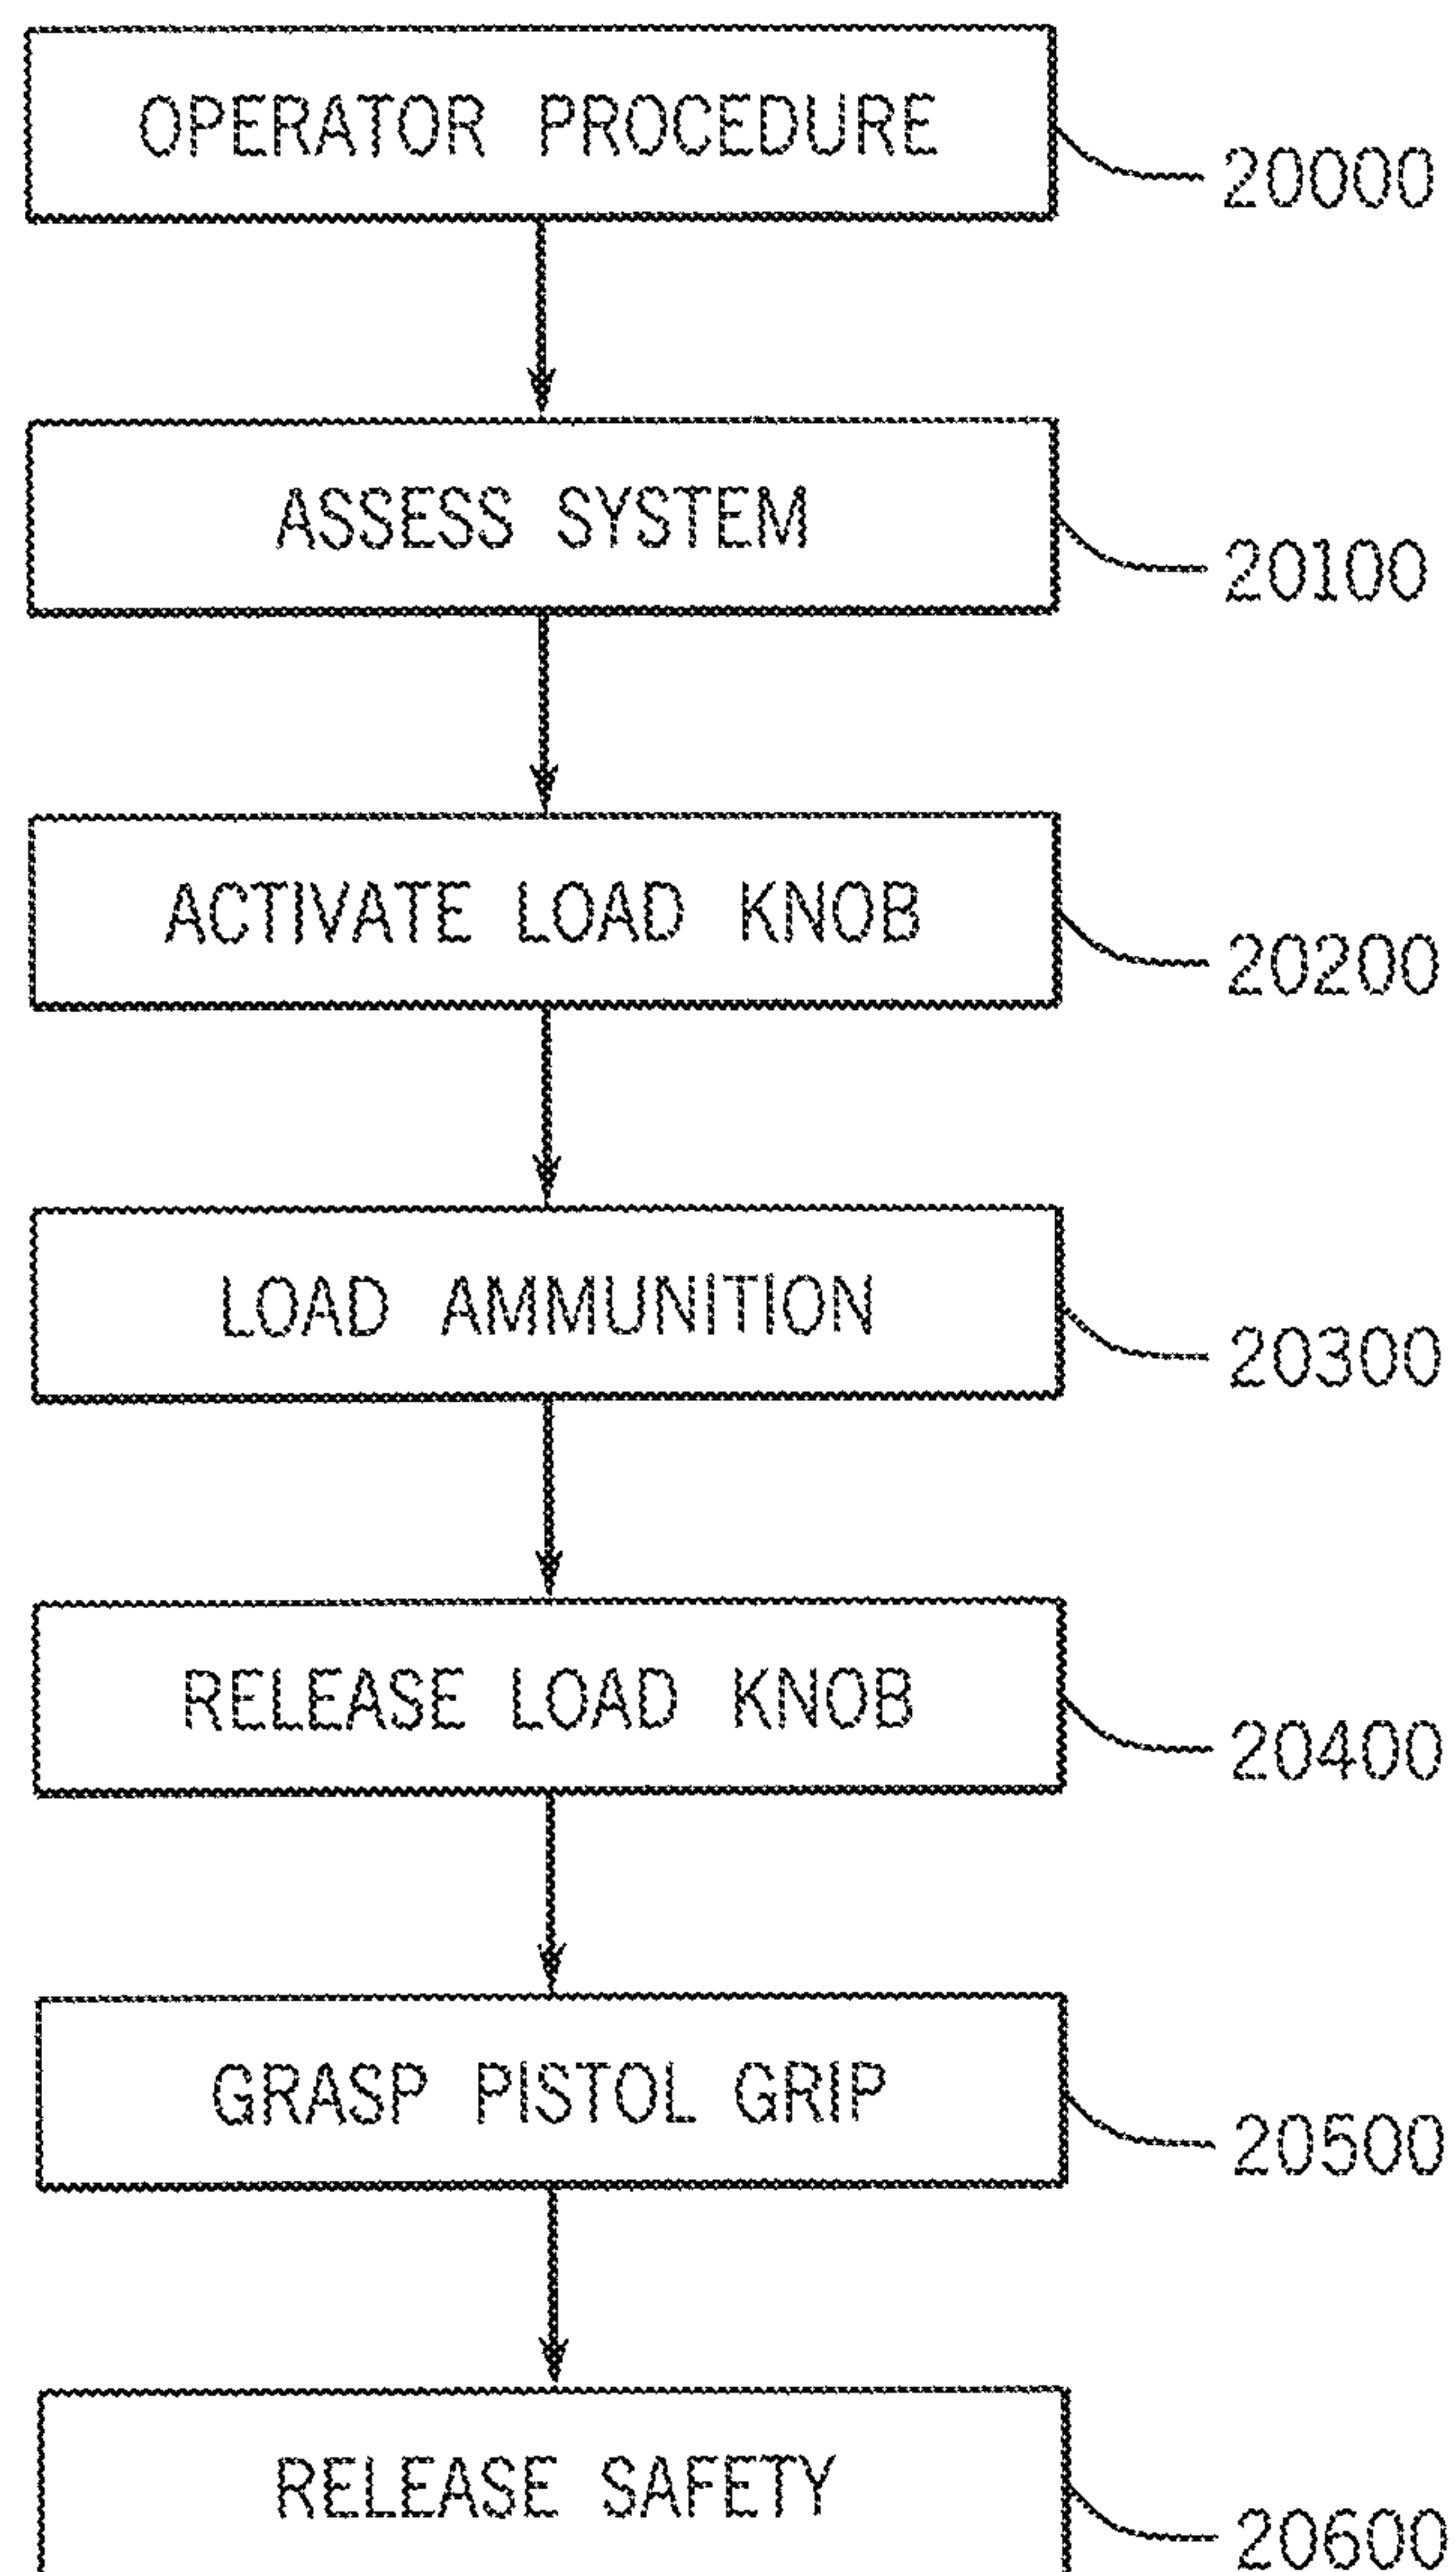 OPERATOR PROCEDURE
20000
ASSESS SYSTEM
20100
ACTIVATE LOAD KNOB
20200
LOAD AMMUNITION
20300
RELEASE LOAD KNOB
20400
GRASP PISTOL GRIP
20500
RELEASE SAFETY
20600